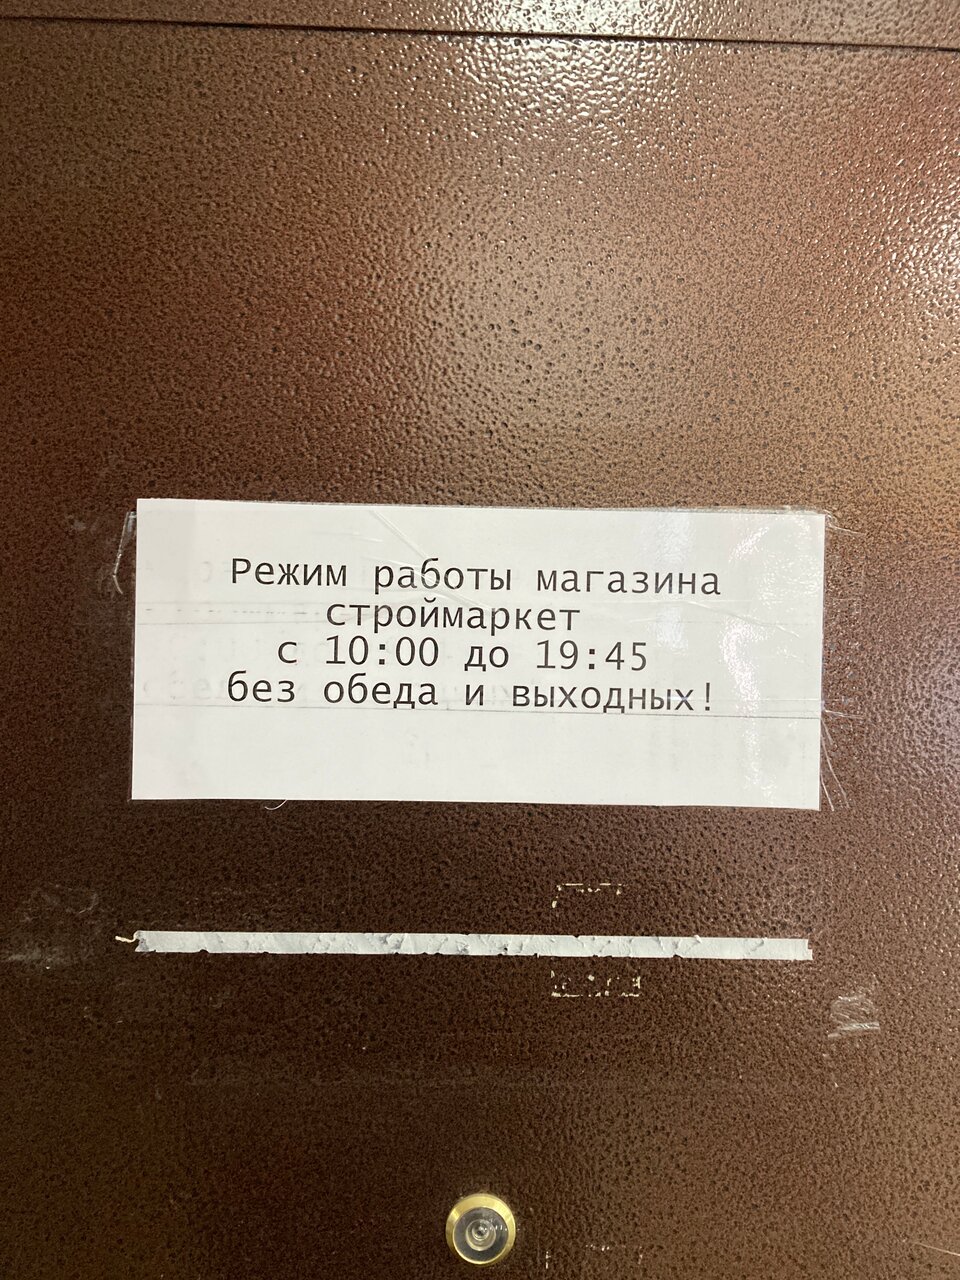 Режим работы магазина
строймаркет
с 10:00 до 19:45
без обеда и выходных!